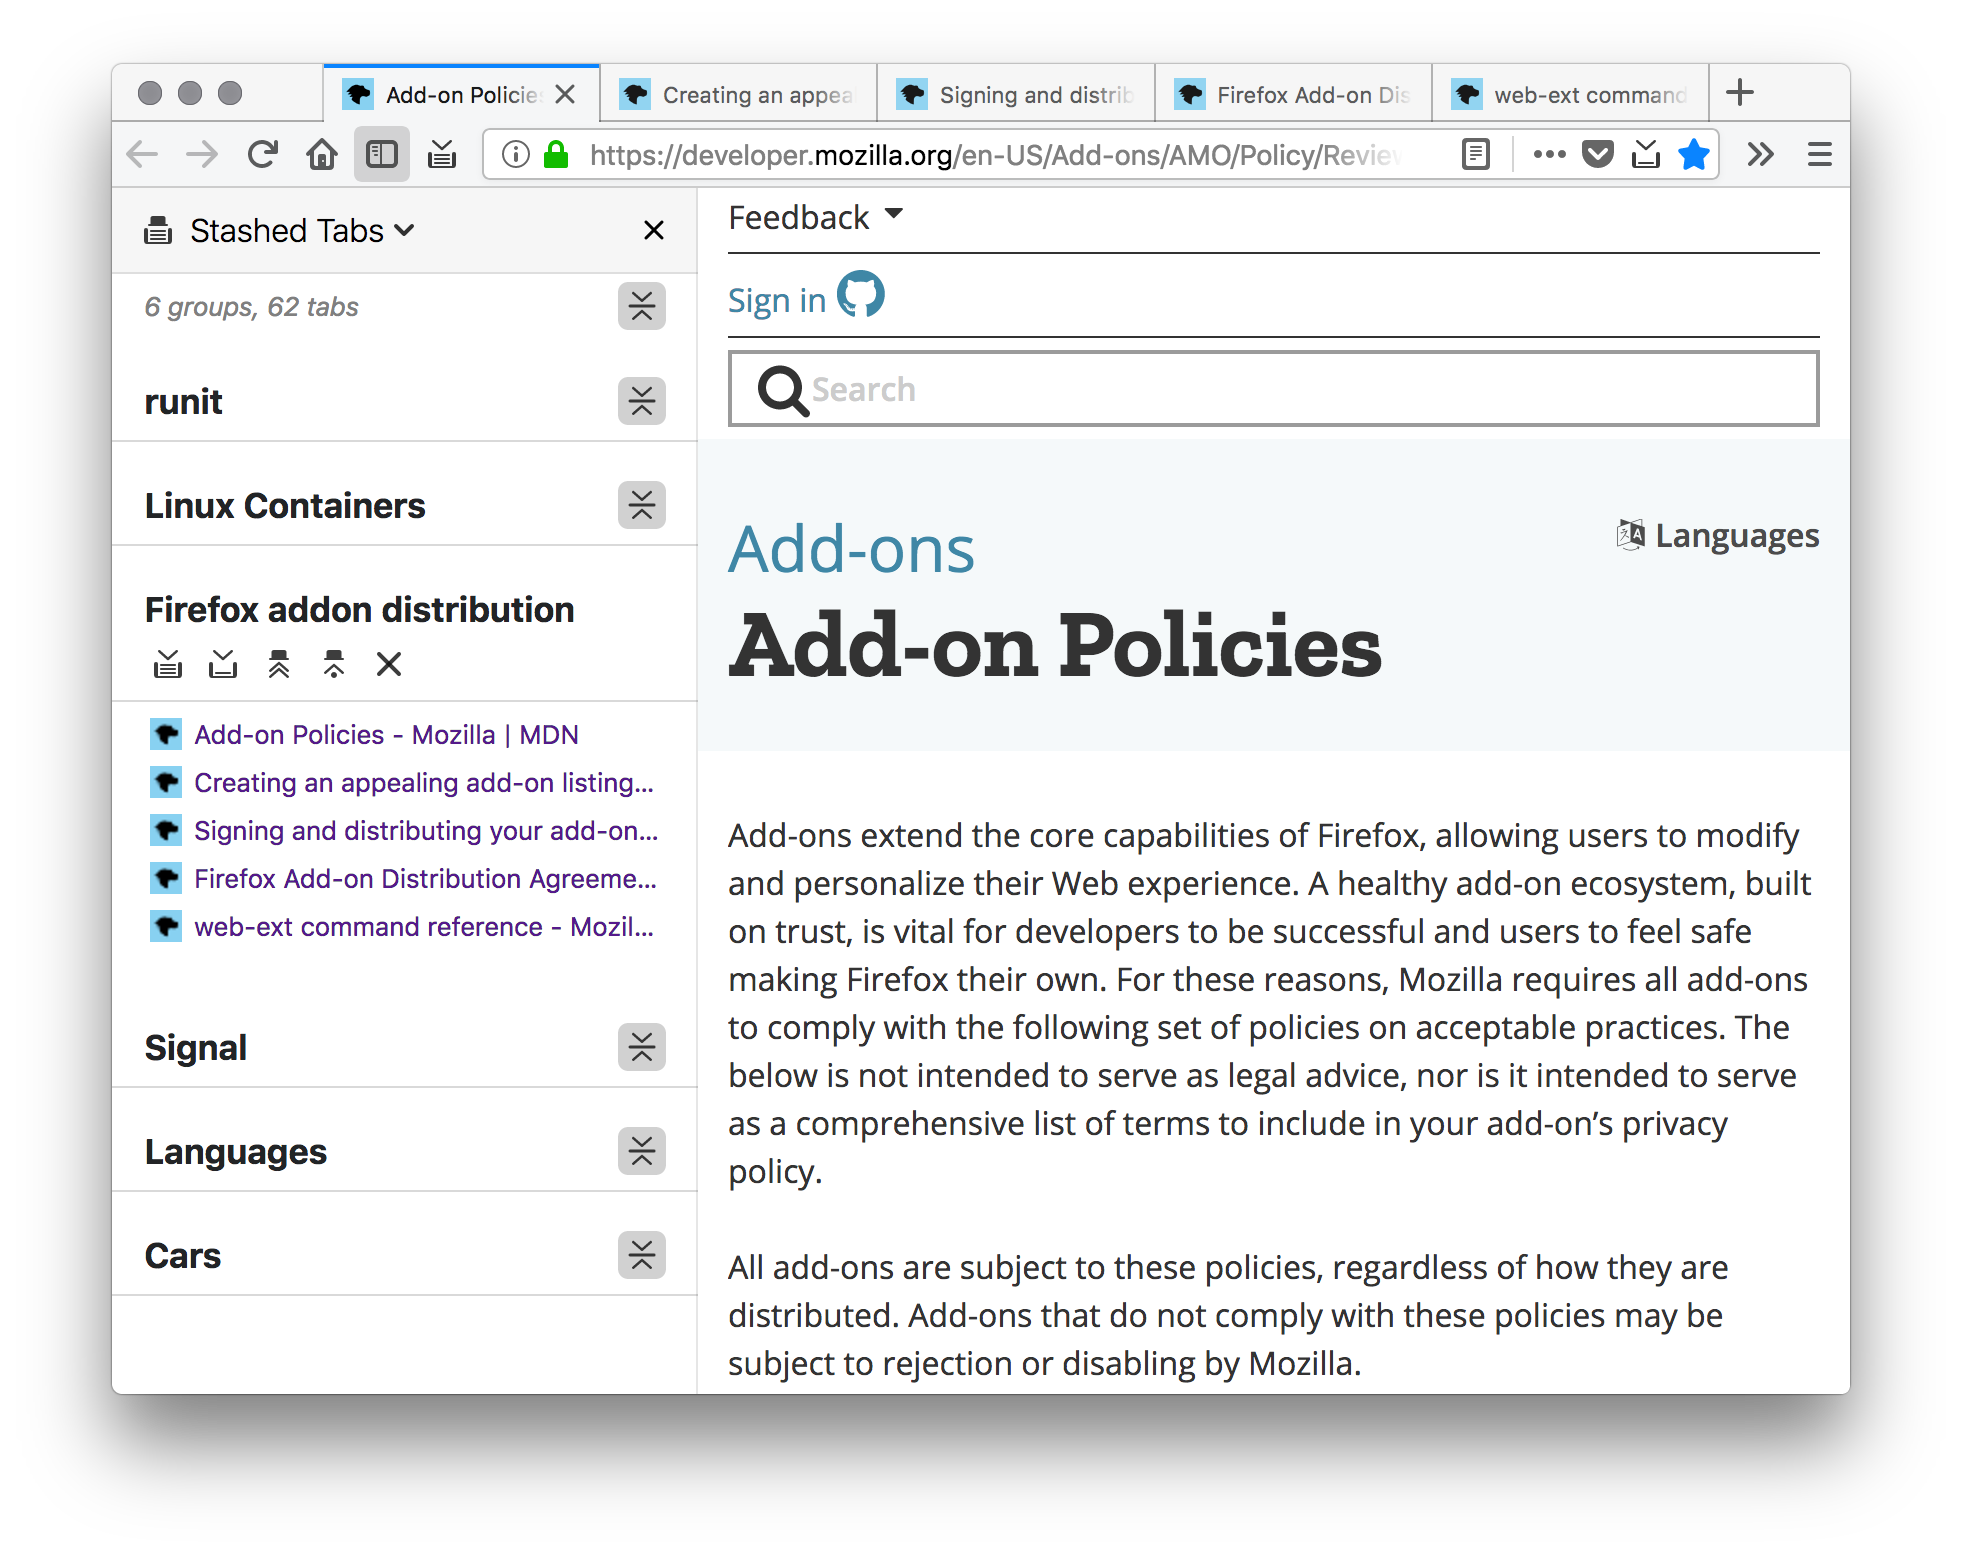 Add-on Policie
Creating an appea
Signing and distrib
Firefox Add-on Dis
web-ext command
https://developer.mozilla.org/en-US/Add-ons/AMO/Policy/Review
Stashed Tabs
6 groups, 62 tabs
runit
Linux Containers
Firefox addon distribution
Add-on Policies - Mozilla | MDN
Creating an appealing add-on listing...
Signing and distributing your add-on...
Firefox Add-on Distribution Agreeme...
web-ext command reference - Mozil...
Signal
Languages
Cars
Feedback
Sign in
Search
Add-ons
Languages
Add-on Policies
Add-ons extend the core capabilities of Firefox, allowing users to modify
and personalize their Web experience. A healthy add-on ecosystem, built
on trust, is vital for developers to be successful and users to feel safe
making Firefox their own. For these reasons, Mozilla requires all add-ons
to comply with the following set of policies on acceptable practices. The
below is not intended to serve as legal advice, nor is it intended to serve
as a comprehensive list of terms to include in your add-on’s privacy
policy.
All add-ons are subject to these policies, regardless of how they are
distributed. Add-ons that do not comply with these policies may be
subject to rejection or disabling by Mozilla.